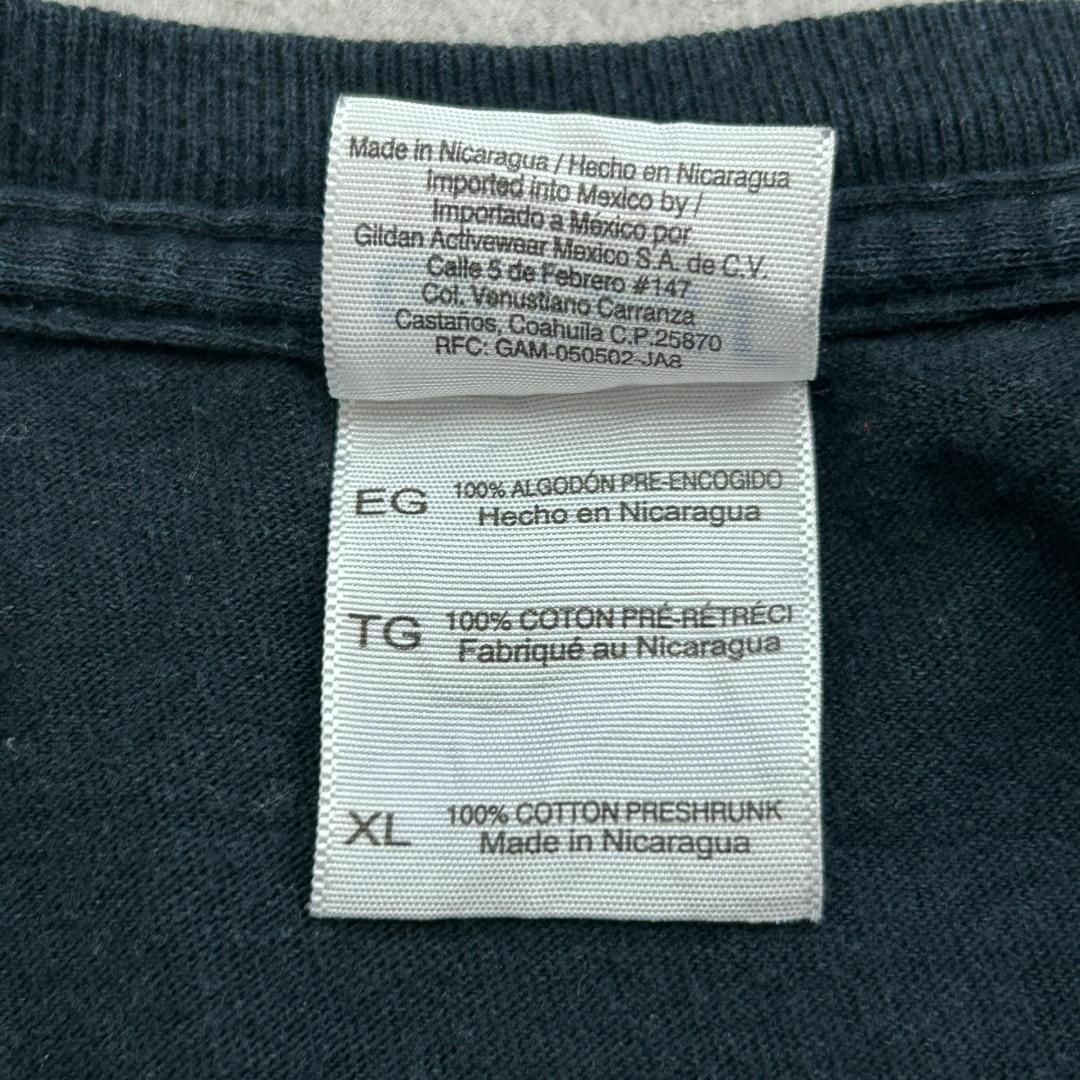 Made in Nicaragua / Hecho en Nicaragua
Imported into Mexico by /
Importado a México por
Gildan Activewear Mexico S.A. de C.V.
Calle 5 de Febrero #147
Col. Venustiano Carranza
Castaños, Coahuila C.P.25870
RFC: GAM-050502-JA8
EG 100% ALGODÓN PRE-ENCOGIDO
Hecho en Nicaragua
TG 100% COTON PRÉ-RÉTRÉCI
Fabriqué au Nicaragua
XL 100% COTTON PRESHRUNK
Made in Nicaragua